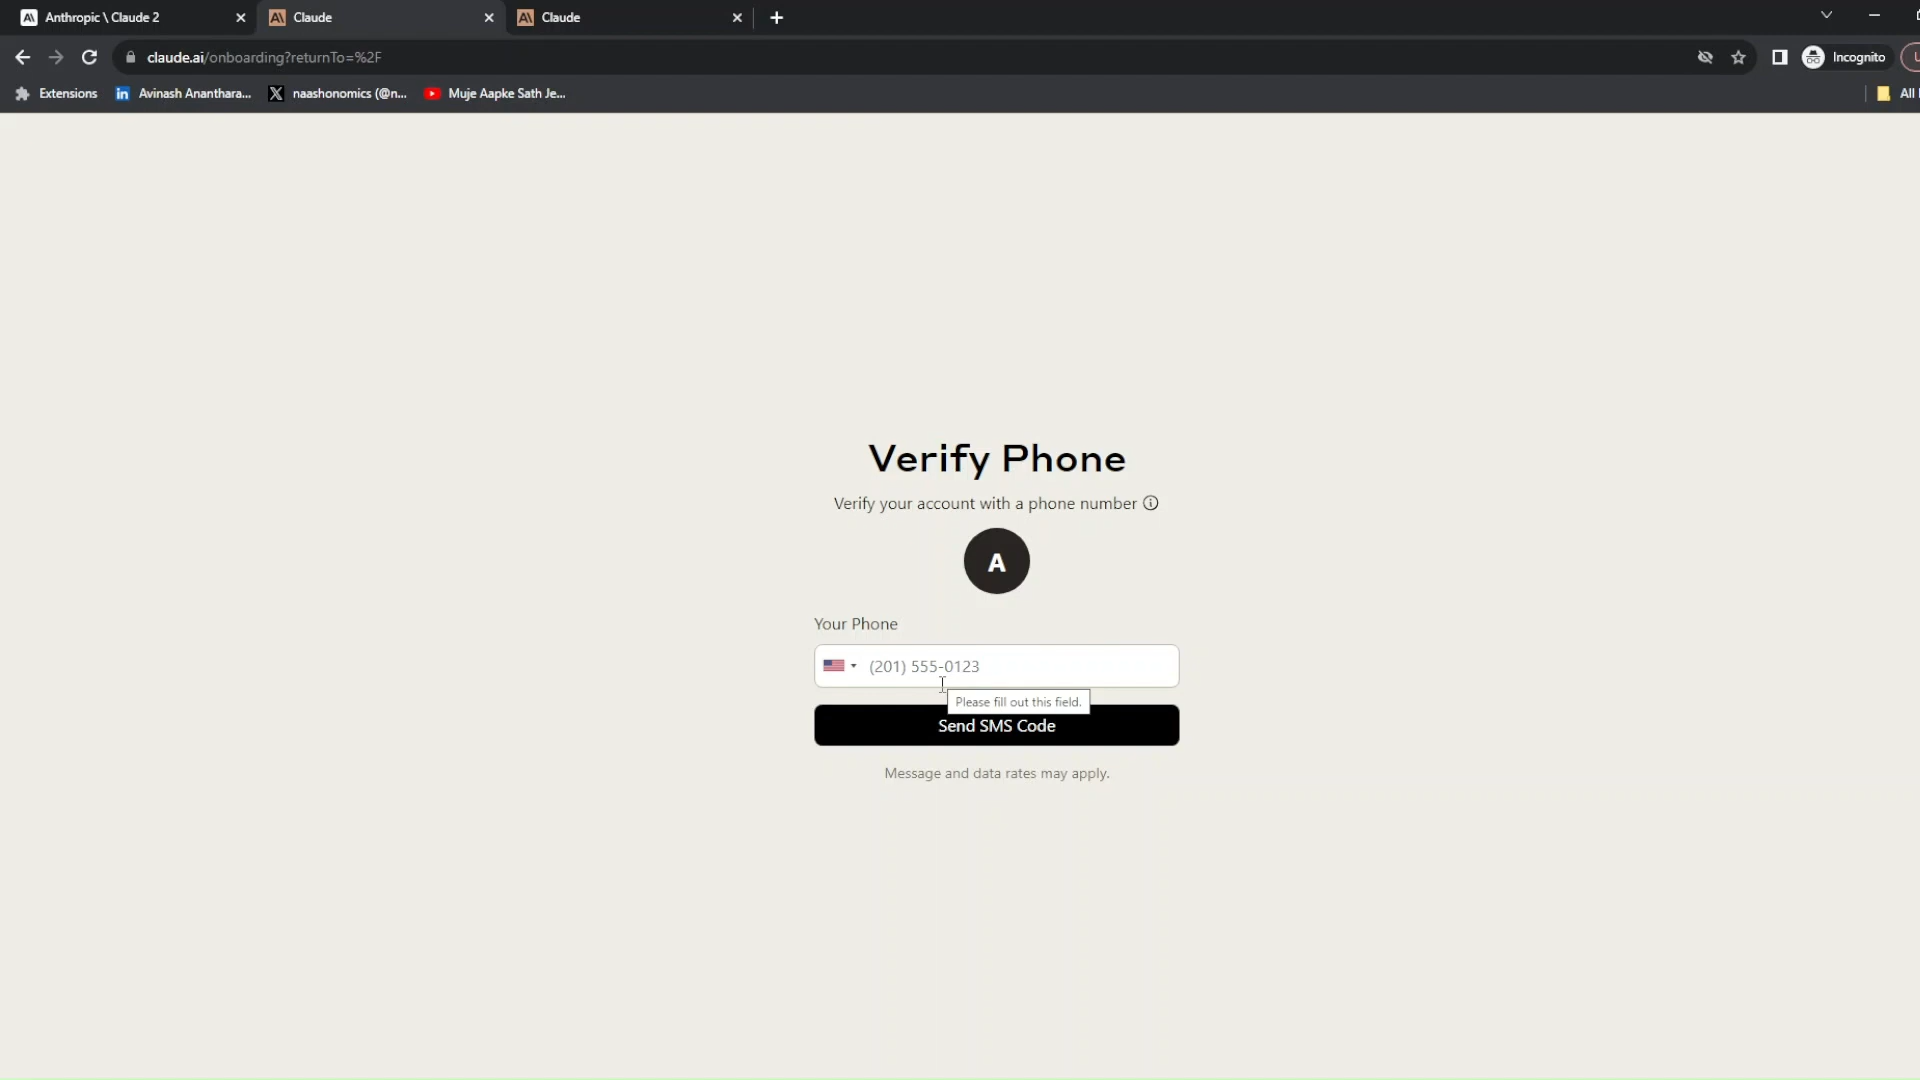 Anthropic \ Claude 2
Claude
Claude
claude.ai/onboarding?returnTo=%2F
Incognito
Extensions
Avinash Ananthara...
naashonomics (@n...
Muje Aapke Sath Je...
All
Verify Phone
Verify your account with a phone number
A
Your Phone
(201) 555-0123
Please fill out this field.
Send SMS Code
Message and data rates may apply.